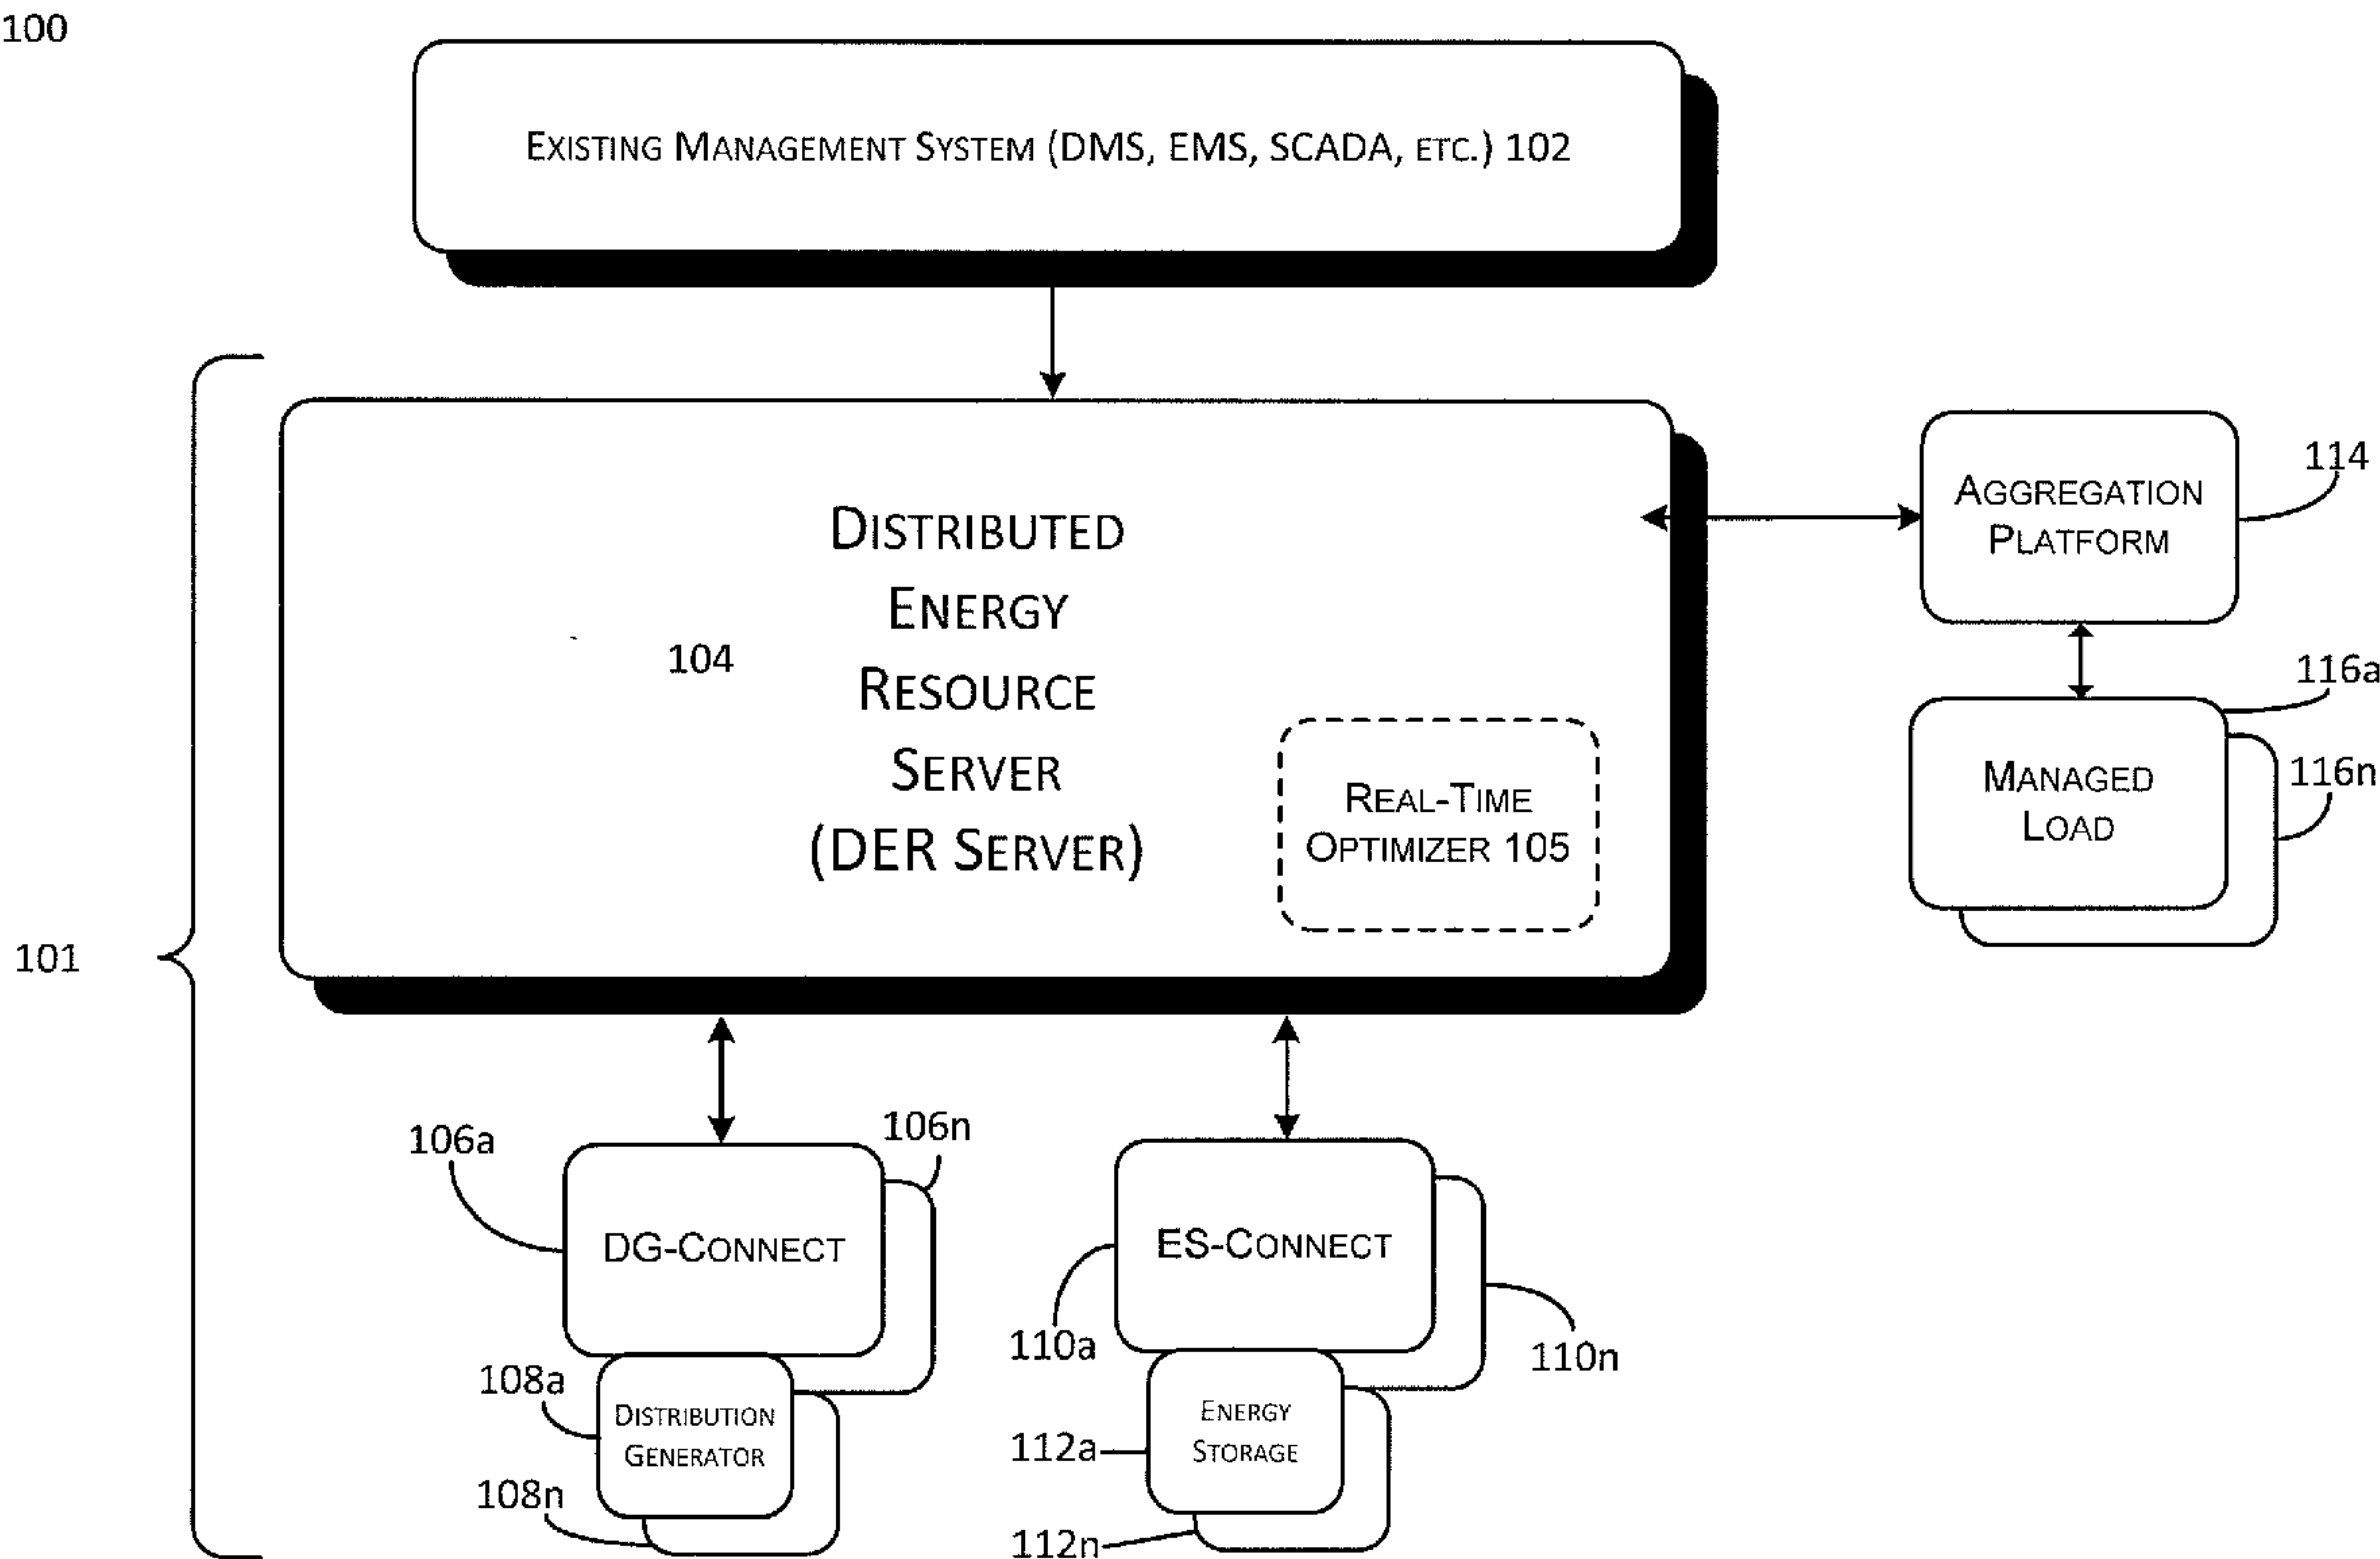 100
EXISTING MANAGEMENT SYSTEM (DMS, EMS, SCADA, ETC.) 102
DISTRIBUTED
ENERGY
104
RESOURCE
SERVER
(DER SERVER)
REAL-TIME
OPTIMIZER 105
AGGREGATION
PLATFORM
114
116a
MANAGED
LOAD
116n
101
106a
106n
DG-CONNECT
ES-CONNECT
110a
110n
108a
DISTRIBUTION
GENERATOR
108n
ENERGY
STORAGE
112a
112n